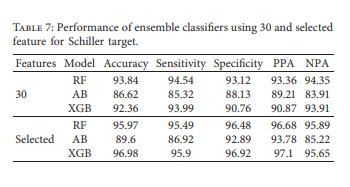 TABLE 7: Performance of ensemble classifiers using 30 and selected
feature for Schiller target.
Features Model Accuracy Sensitivity Specificity PPA NPA
RF 93.84 94.54 93.12 93.36 94.35
30 AB 86.62 85.32 88.13 89.21 83.91
XGB 92.36 93.99 90.76 90.87 93.91
RF 95.97 95.49 96.48 96.68 95.89
Selected AB 89.6 86.92 92.89 93.78 85.22
XGB 96.98 95.9 96.92 97.1 95.65